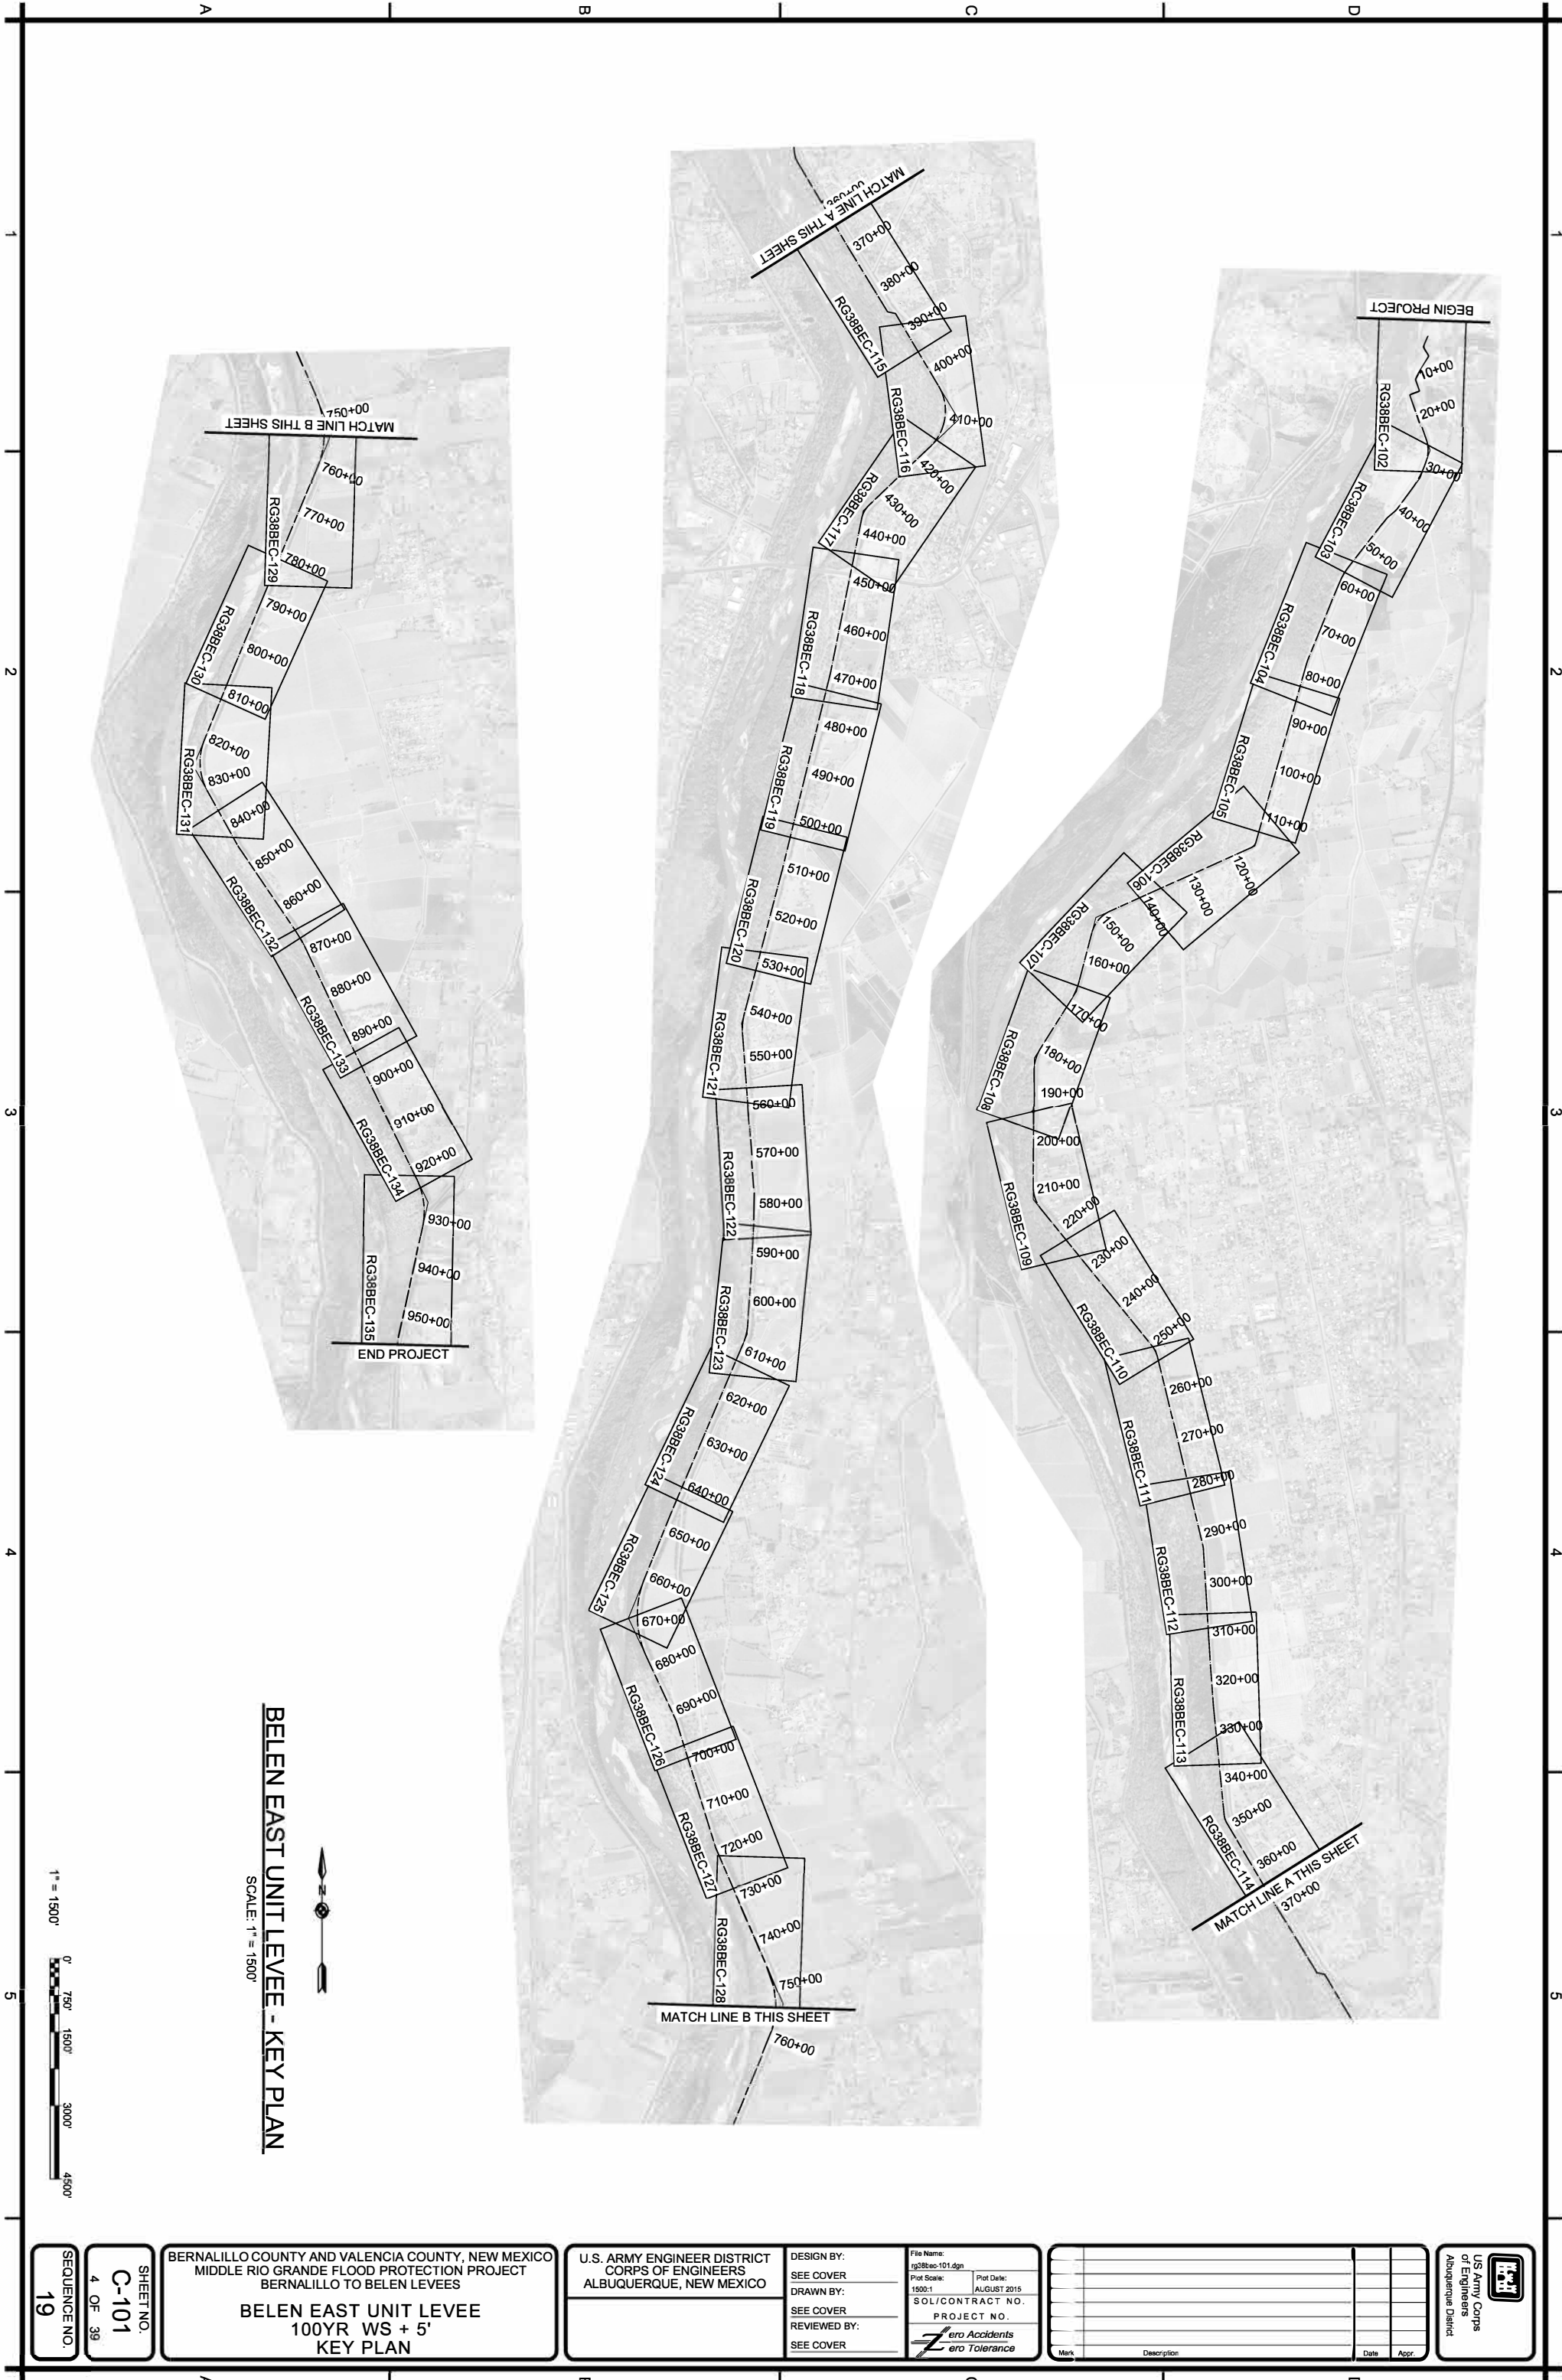 A
B
C
D
1
2
3
4
5
BEGIN PROJECT
10+00
20+00
30+00
40+00
50+00
60+00
70+00
80+00
90+00
100+00
110+00
120+00
130+00
140+00
150+00
160+00
170+00
180+00
190+00
200+00
210+00
220+00
230+00
240+00
250+00
260+00
270+00
280+00
290+00
300+00
310+00
320+00
330+00
340+00
350+00
360+00
MATCH LINE A THIS SHEET
370+00
RG38BEC-102
RC38BEC-103
RG38BEC-104
RG38BEC-105
RG38BEC-106
RG38BEC-107
RG38BEC-108
RG38BEC-109
RG38BEC-110
RG38BEC-111
RG38BEC-112
RG38BEC-113
RG38BEC-114
360+00
MATCH LINE A THIS SHEET
370+00
380+00
390+00
400+00
410+00
420+00
430+00
440+00
450+00
460+00
470+00
480+00
490+00
500+00
510+00
520+00
530+00
540+00
550+00
560+00
570+00
580+00
590+00
600+00
610+00
620+00
630+00
640+00
650+00
660+00
670+00
680+00
690+00
700+00
710+00
720+00
730+00
740+00
750+00
MATCH LINE B THIS SHEET
760+00
RG38BEC-115
RG38BEC-116
RG38BEC-117
RG38BEC-118
RG38BEC-119
RG38BEC-120
RG38BEC-121
RG38BEC-122
RG38BEC-123
RG38BEC-124
RG38BEC-125
RG38BEC-126
RG38BEC-127
RG38BEC-128
750+00
MATCH LINE B THIS SHEET
760+00
770+00
780+00
790+00
800+00
810+00
820+00
830+00
840+00
850+00
860+00
870+00
880+00
890+00
900+00
910+00
920+00
930+00
940+00
950+00
END PROJECT
RG38BEC-129
RG38BEC-130
RG38BEC-131
RG38BEC-132
RG38BEC-133
RG38BEC-134
RG38BEC-135
N
BELEN EAST UNIT LEVEE - KEY PLAN
SCALE: 1" = 1500'
1" = 1500'
0' 750' 1500' 3000' 4500'
US Army Corps
of Engineers
Albuquerque District
Mark Description Date Appr.
File Name:
rg38bec-101.dgn
Plot Scale: Plot Date:
1500:1 AUGUST 2015
SOL/CONTRACT NO.
PROJECT NO.
Zero Accidents
Zero Tolerance
DESIGN BY:
SEE COVER
DRAWN BY:
SEE COVER
REVIEWED BY:
SEE COVER
U.S. ARMY ENGINEER DISTRICT
CORPS OF ENGINEERS
ALBUQUERQUE, NEW MEXICO
BERNALILLO COUNTY AND VALENCIA COUNTY, NEW MEXICO
MIDDLE RIO GRANDE FLOOD PROTECTION PROJECT
BERNALILLO TO BELEN LEVEES
BELEN EAST UNIT LEVEE
100YR WS + 5'
KEY PLAN
SHEET NO.
C-101
4 OF 39
SEQUENCE NO.
19
1
2
3
4
5